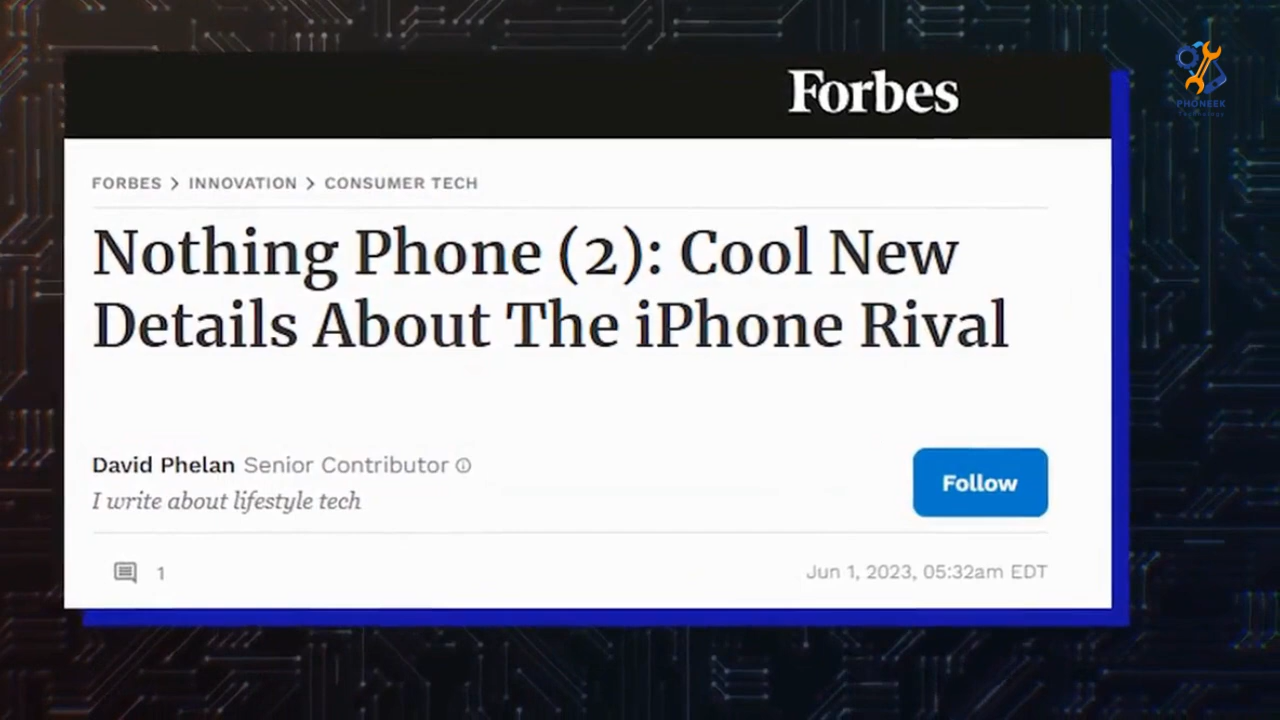 Forbes
FORBES > INNOVATION > CONSUMER TECH
Nothing Phone (2): Cool New
Details About The iPhone Rival
David Phelan Senior Contributor
I write about lifestyle tech
Follow
1
Jun 1, 2023, 05:32am EDT
PHONEEK
Technology